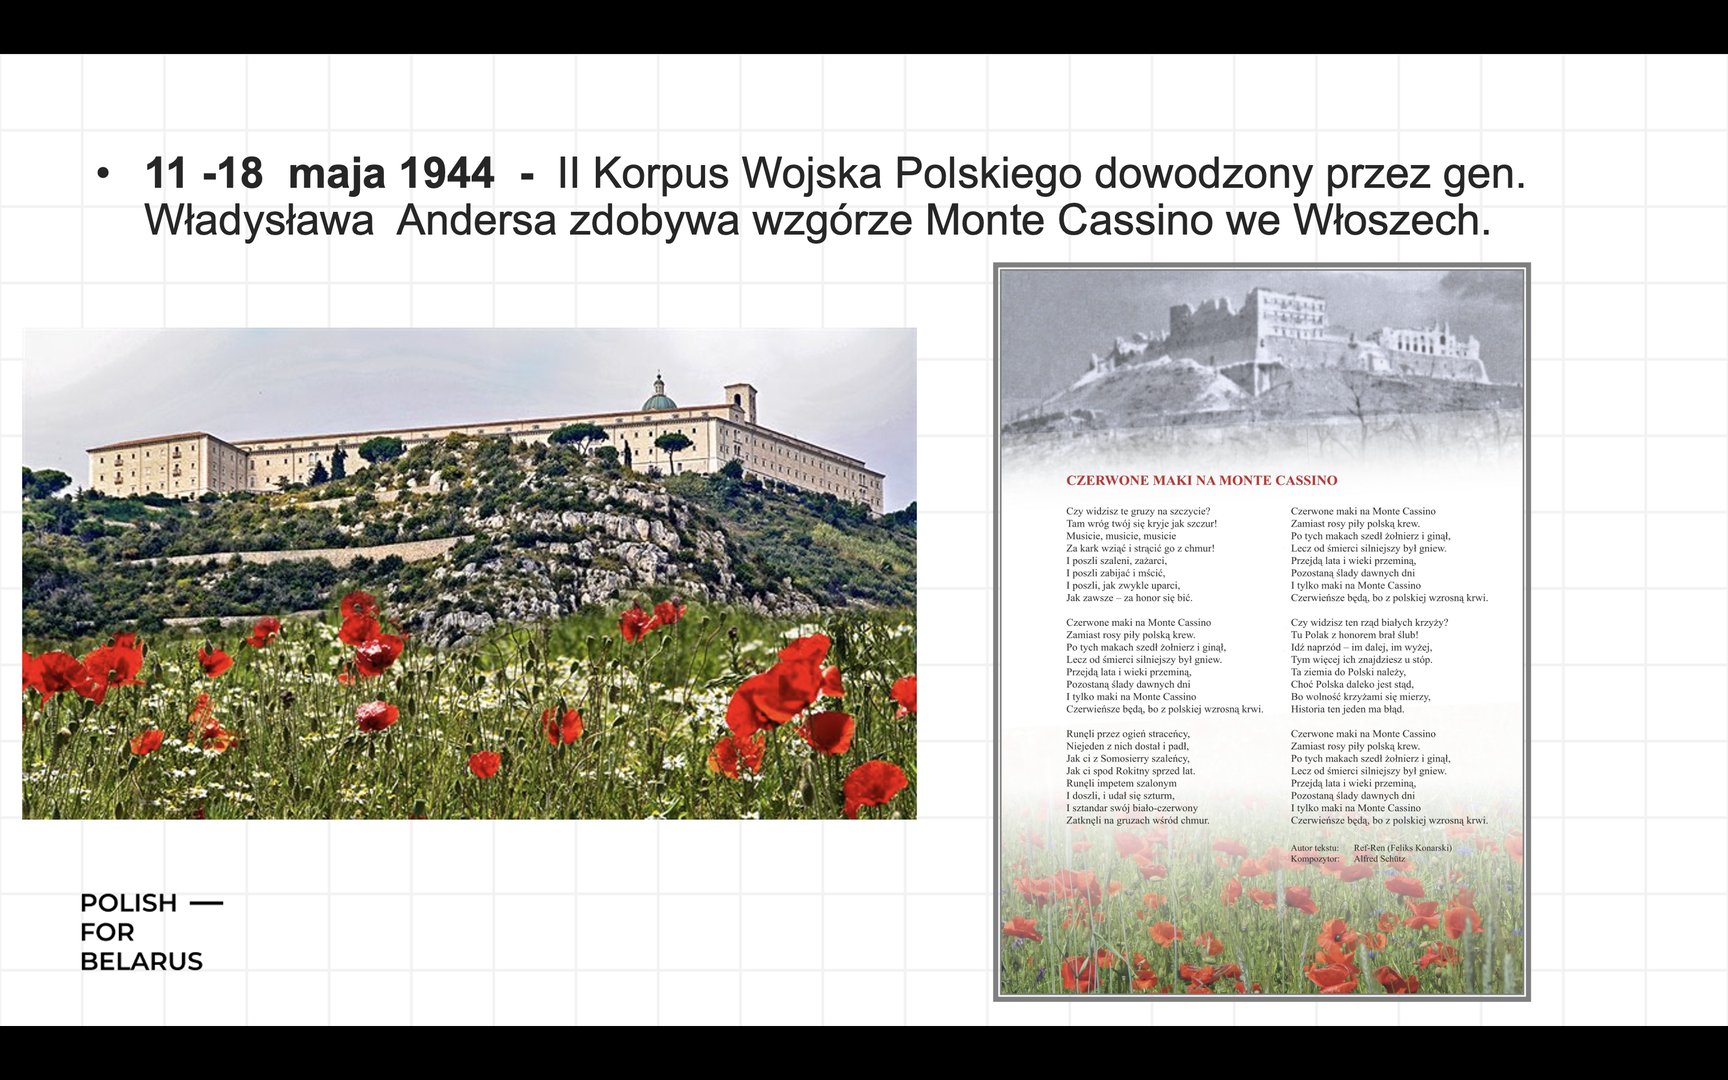 • 11 -18 maja 1944 - II Korpus Wojska Polskiego dowodzony przez gen.
Władysława Andersa zdobywa wzgórze Monte Cassino we Włoszech.
CZERWONE MAKI NA MONTE CASSINO
Czy widzisz te gruzy na szczycie?
Tam wróg twój się kryje jak szczur!
Musicie, musicie, musicie
Za kark wziąć i strącić go z chmur!
I poszli szaleni, zażarci,
I poszli zabijać i mścić,
I poszli, jak zwykle uparci,
Jak zawsze – za honor się bić.
Czerwone maki na Monte Cassino
Zamiast rosy piły polską krew.
Po tych makach szedł żołnierz i ginął,
Lecz od śmierci silniejszy był gniew.
Przejdą lata i wieki przeminą,
Pozostaną ślady dawnych dni
I tylko maki na Monte Cassino
Czerwieńsze będą, bo z polskiej wzrosną krwi.
Runęli przez ogień straceńcy,
Niejeden z nich dostał i padł,
Jak ci z Somosierry szaleńcy,
Jak ci spod Rokitny sprzed lat.
Runęli impetem szalonym
I doszli, i udał się szturm,
I sztandar swój biało-czerwony
Zatknęli na gruzach wśród chmur.
Czerwone maki na Monte Cassino
Zamiast rosy piły polską krew.
Po tych makach szedł żołnierz i ginął,
Lecz od śmierci silniejszy był gniew.
Przejdą lata i wieki przeminą,
Pozostaną ślady dawnych dni
I tylko maki na Monte Cassino
Czerwieńsze będą, bo z polskiej wzrosną krwi.
Czy widzisz ten rząd białych krzyży?
Tu Polak z honorem brał ślub!
Idź naprzód – im dalej, im wyżej,
Tym więcej ich znajdziesz u stóp.
Ta ziemia do Polski należy,
Choć Polska daleko jest stąd,
Bo wolność krzyżami się mierzy,
Historia ten jeden ma błąd.
Czerwone maki na Monte Cassino
Zamiast rosy piły polską krew.
Po tych makach szedł żołnierz i ginął,
Lecz od śmierci silniejszy był gniew.
Przejdą lata i wieki przeminą,
Pozostaną ślady dawnych dni
I tylko maki na Monte Cassino
Czerwieńsze będą, bo z polskiej wzrosną krwi.
Autor tekstu: Ref-Ren (Feliks Konarski)
Kompozytor: Alfred Schütz
POLISH —
FOR
BELARUS